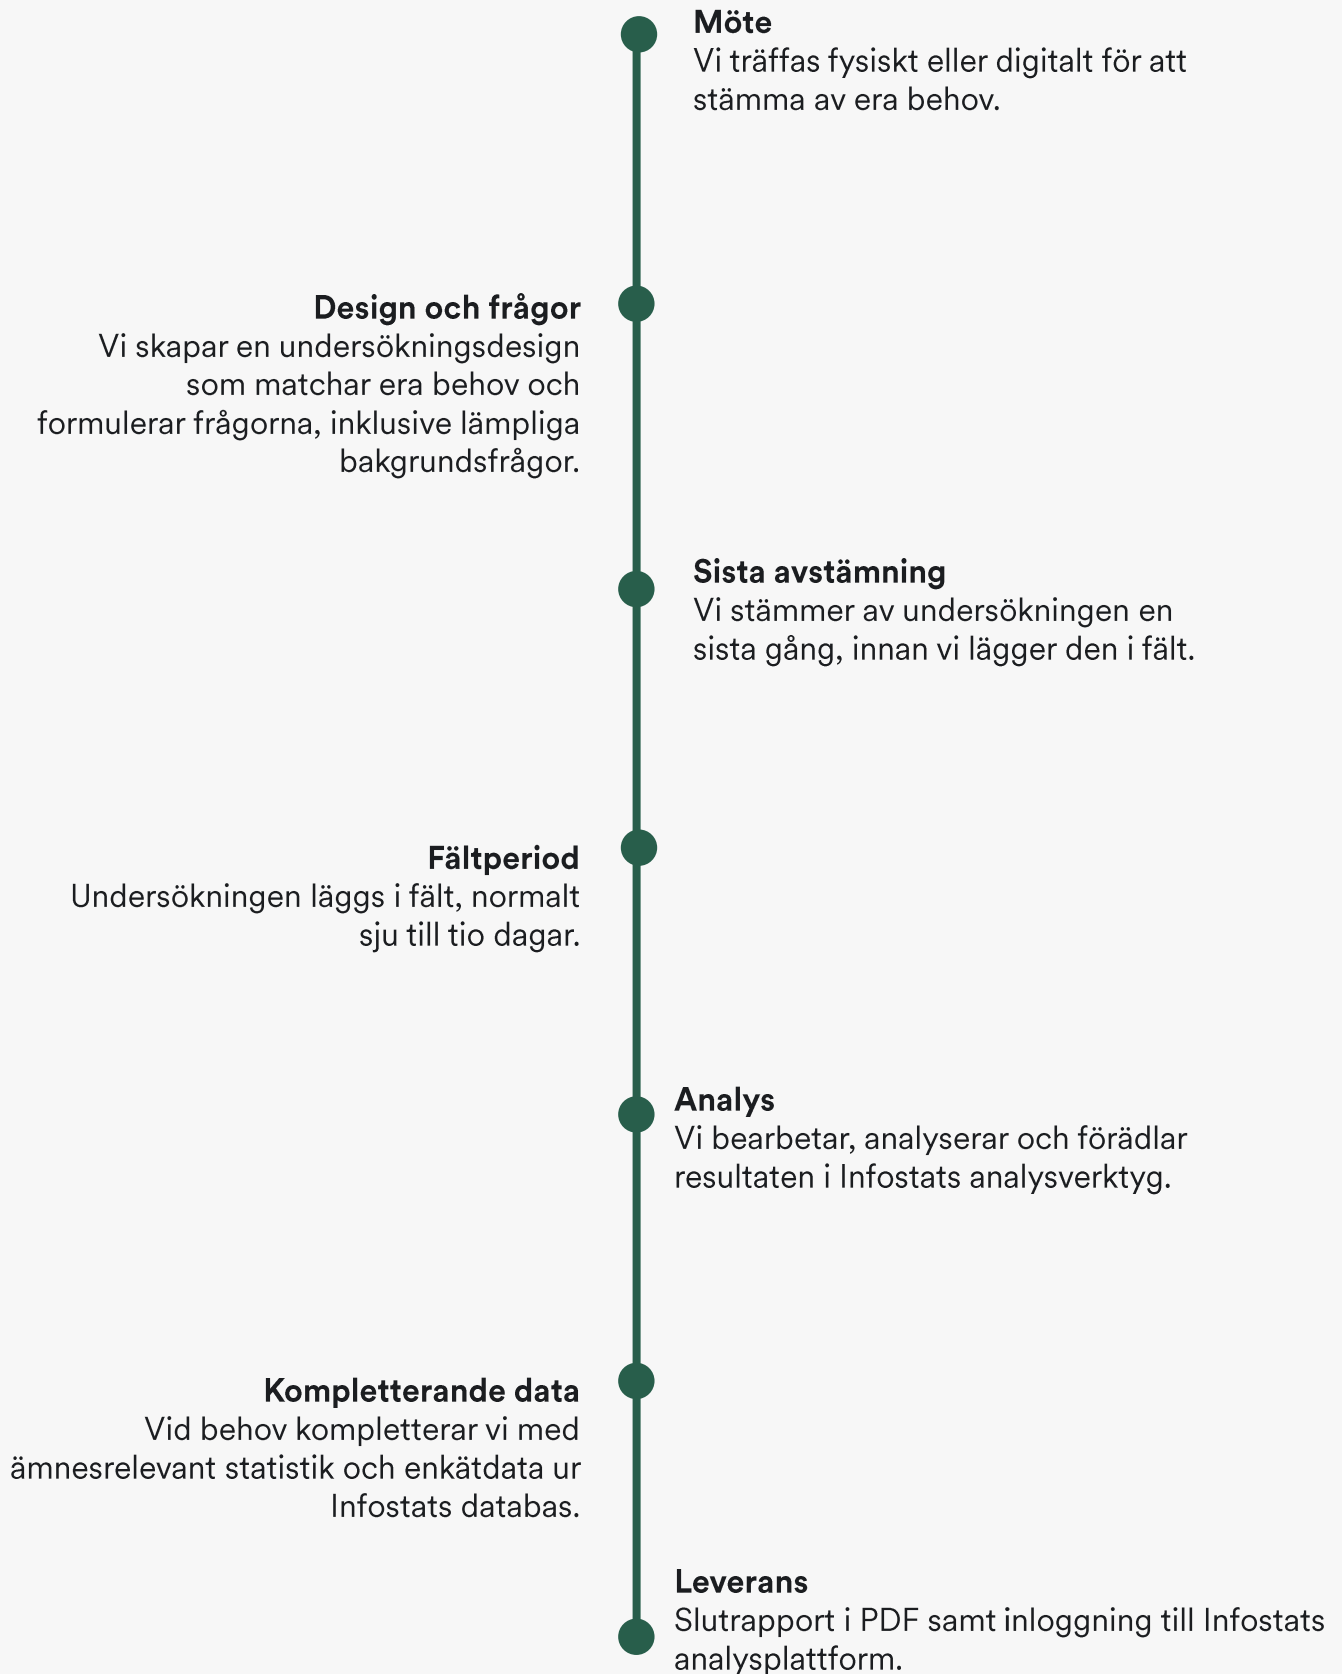 Möte
Vi träffas fysiskt eller digitalt för att
stämma av era behov.
Design och frågor
Vi skapar en undersökningsdesign
som matchar era behov och
formulerar frågorna, inklusive lämpliga
bakgrundsfrågor.
Sista avstämning
Vi stämmer av undersökningen en
sista gång, innan vi lägger den i fält.
Fältperiod
Undersökningen läggs i fält, normalt
sju till tio dagar.
Analys
Vi bearbetar, analyserar och förädlar
resultaten i Infostats analysverktyg.
Kompletterande data
Vid behov kompletterar vi med
ämnesrelevant statistik och enkätdata ur
Infostats databas.
Leverans
Slutrapport i PDF samt inloggning till Infostats
analysplattform.